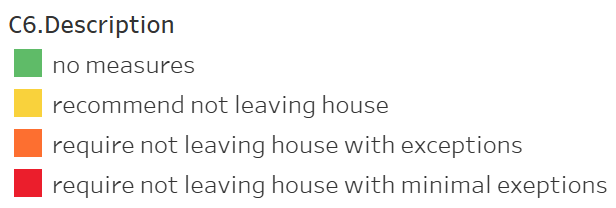 C6.Description
no measures
recommend not leaving house
require not leaving house with exceptions
require not leaving house with minimal exeptions